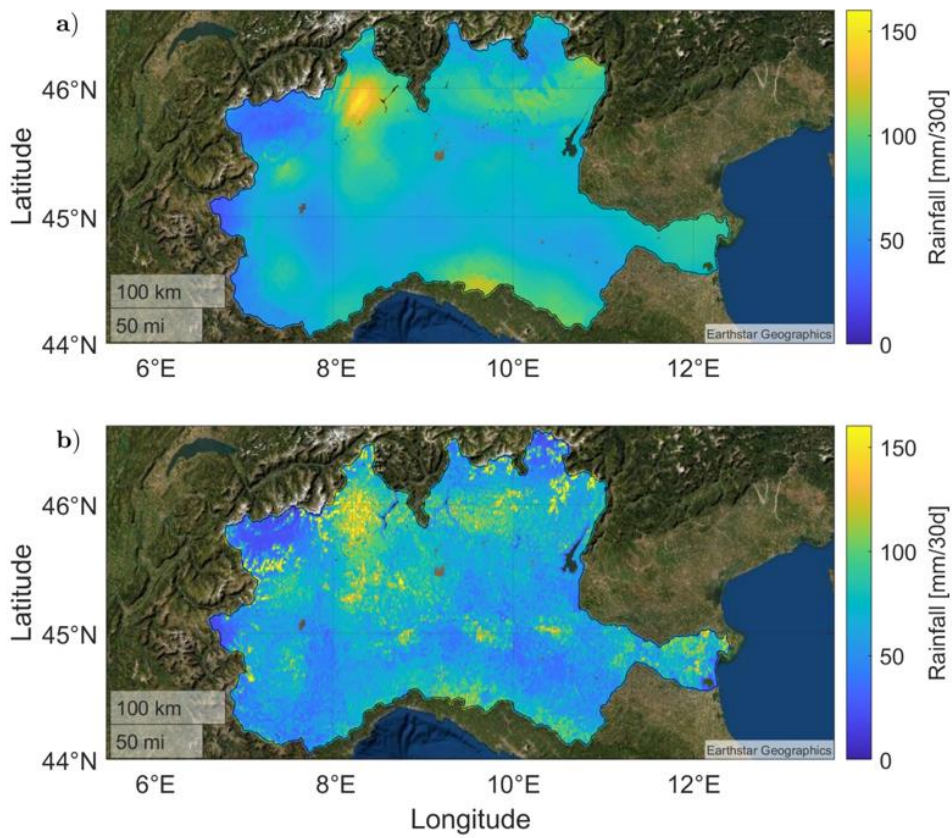 a)
46°N
45°N
44°N
Latitude
100 km
50 mi
Earthstar Geographics
6°E 8°E 10°E 12°E
150
100
50
0
Rainfall [mm/30d]
b)
46°N
45°N
44°N
Latitude
100 km
50 mi
Earthstar Geographics
6°E 8°E 10°E 12°E
Longitude
150
100
50
0
Rainfall [mm/30d]